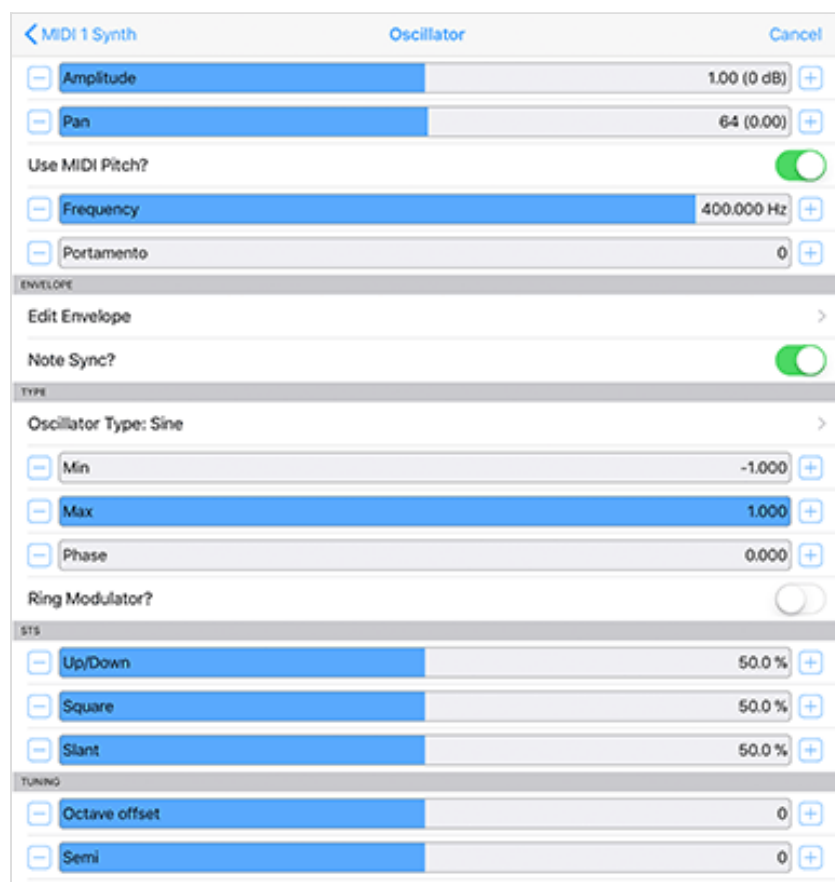 MIDI 1 Synth Oscillator Cancel
Amplitude 1.00 (0 dB)
Pan 64 (0.00)
Use MIDI Pitch?
Frequency 400.000 Hz
Portamento 0
ENVELOPE
Edit Envelope
Note Sync?
TYPE
Oscillator Type: Sine
Min -1.000
Max 1.000
Phase 0.000
Ring Modulator?
STS
Up/Down 50.0 %
Square 50.0 %
Slant 50.0 %
TUNING
Octave offset 0
Semi 0